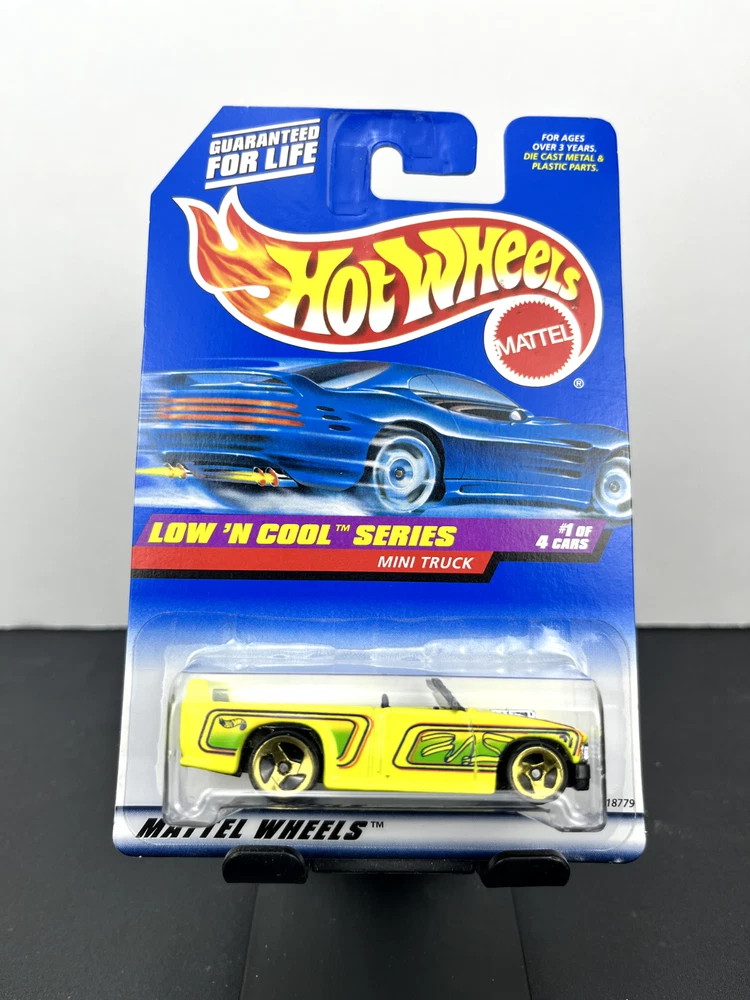 GUARANTEED
FOR LIFE
FOR AGES
OVER 3 YEARS.
DIE CAST METAL &
PLASTIC PARTS.
HOT WHEELS
MATTEL
®
LOW 'N COOL™ SERIES
#1 OF
4 CARS
MINI TRUCK
18779
MATTEL WHEELS™